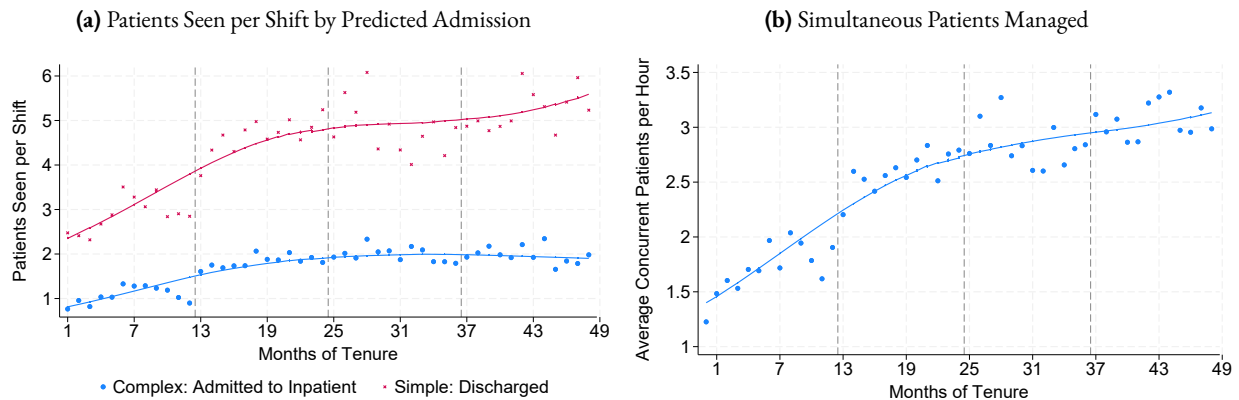 (a) Patients Seen per Shift by Predicted Admission
Patients Seen per Shift
6
5
4
3
2
1
1 7 13 19 25 31 37 43 49
Months of Tenure
Complex: Admitted to Inpatient × Simple: Discharged
(b) Simultaneous Patients Managed
Average Concurrent Patients per Hour
3.5
3
2.5
2
1.5
1
1 7 13 19 25 31 37 43 49
Months of Tenure